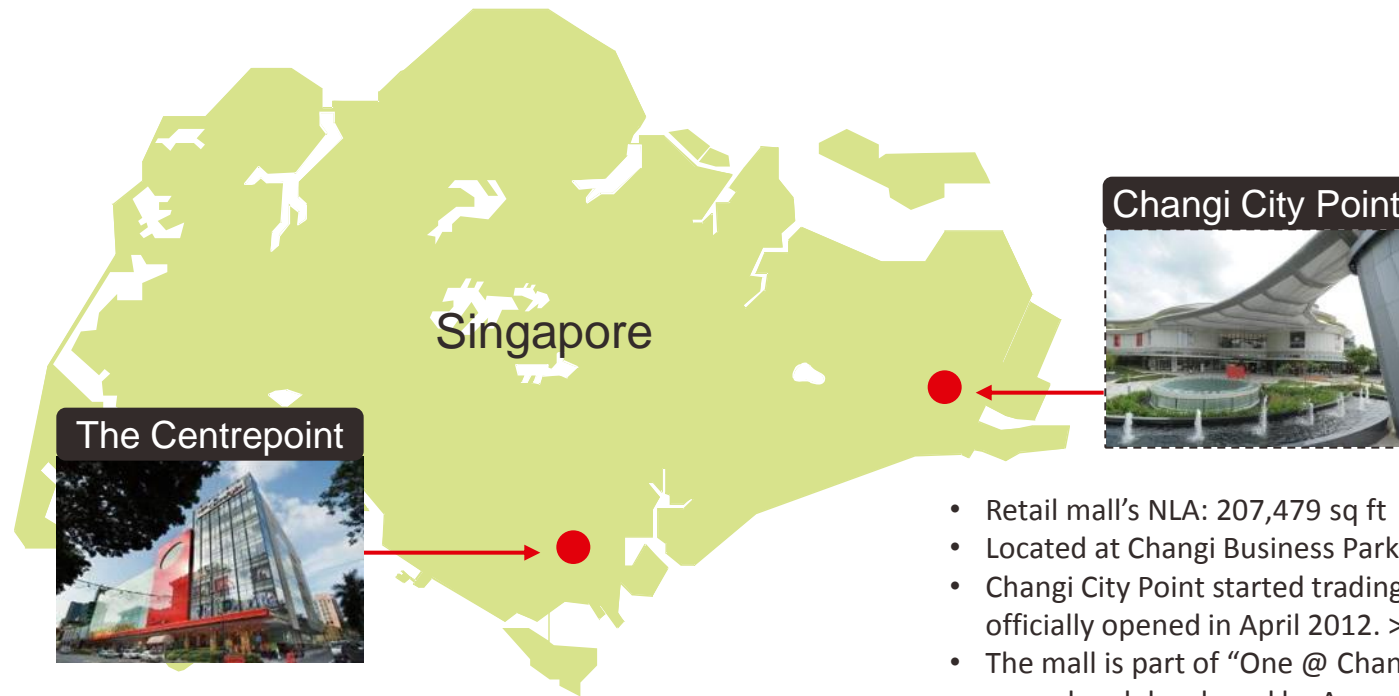 Changi City Point
Singapore
The Centrepoint
• Retail mall’s NLA: 207,479 sq ft
• Located at Changi Business Park
• Changi City Point started trading
officially opened in April 2012. >
• The mall is part of “One @ Chan